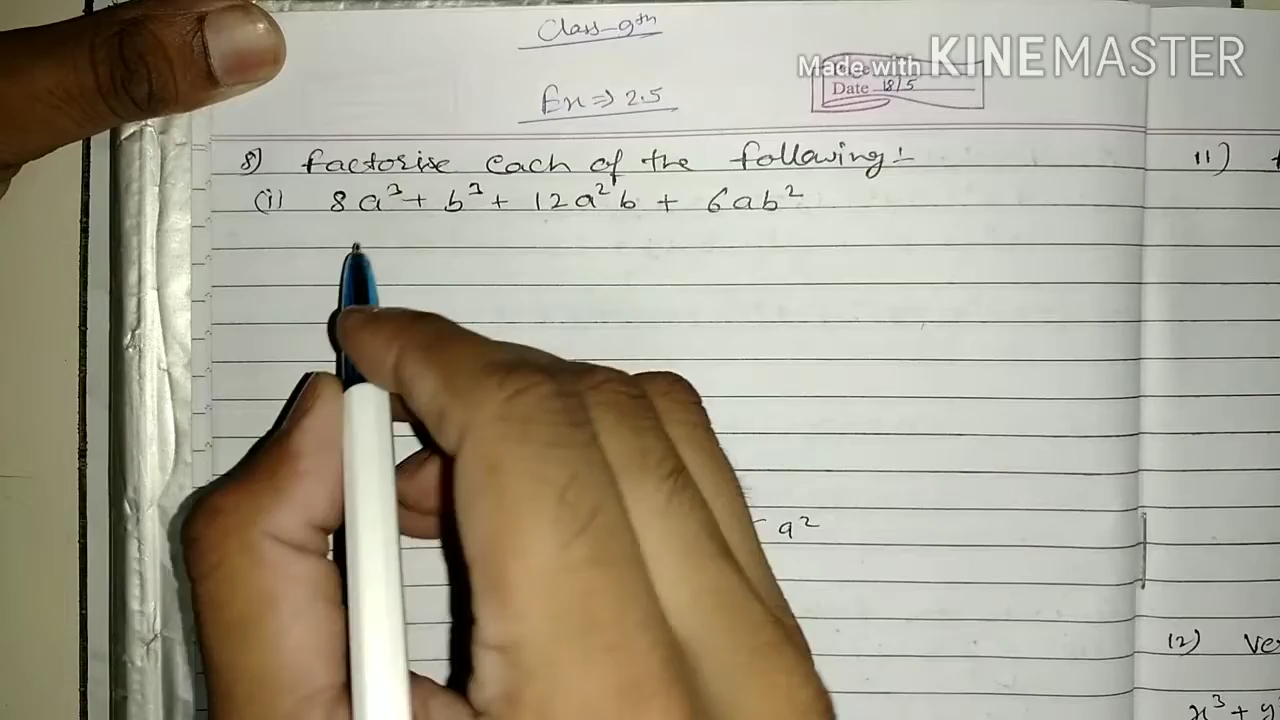 Class-9th
Made with KINEMASTER
Date 18/5
Ex => 2.5
8) factorise each of the following:-
(i) 8a³ + b³ + 12a²b + 6ab²
11)
- a²
12) Ve
x³ + y